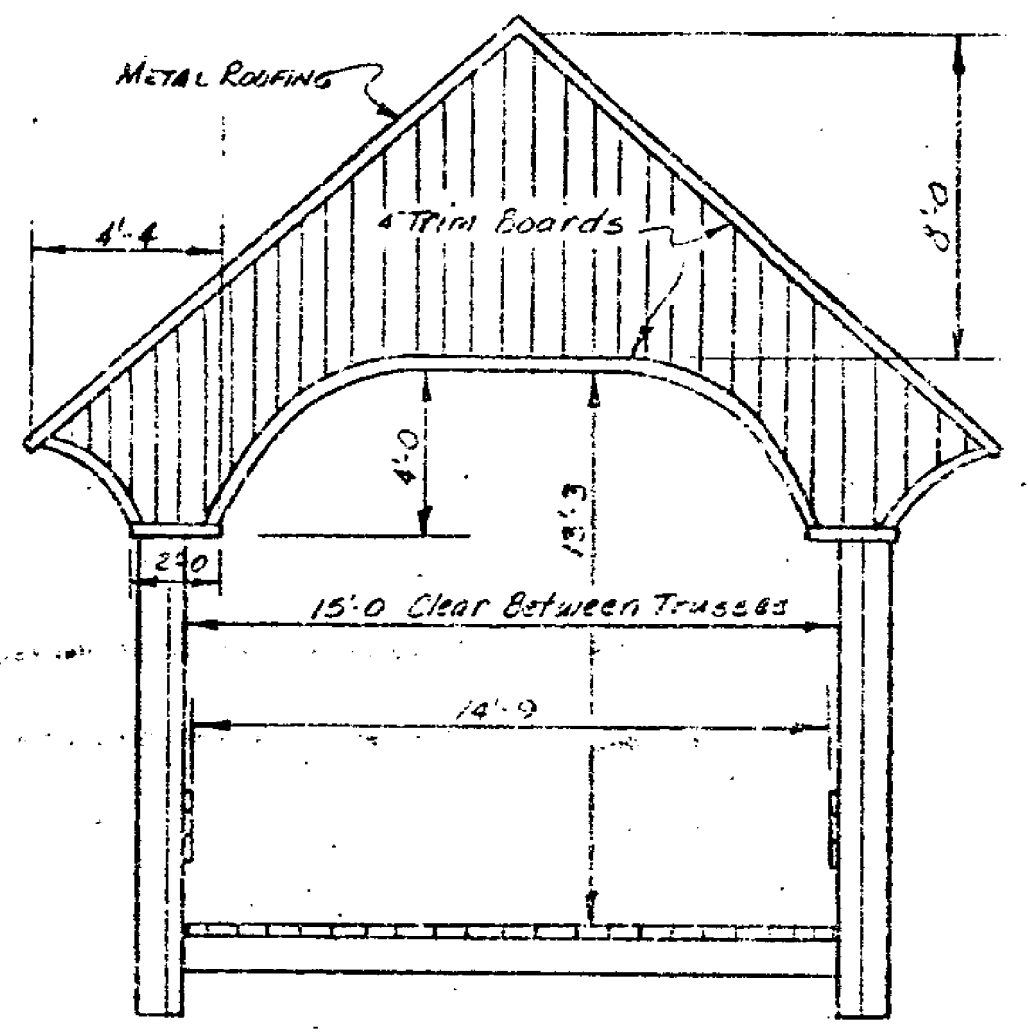 METAL ROOFING
4'-4
4" Trim Boards
8'-0
4'-0
13'-3
2'-0
15'-0 Clear Between Trusses
14'-9